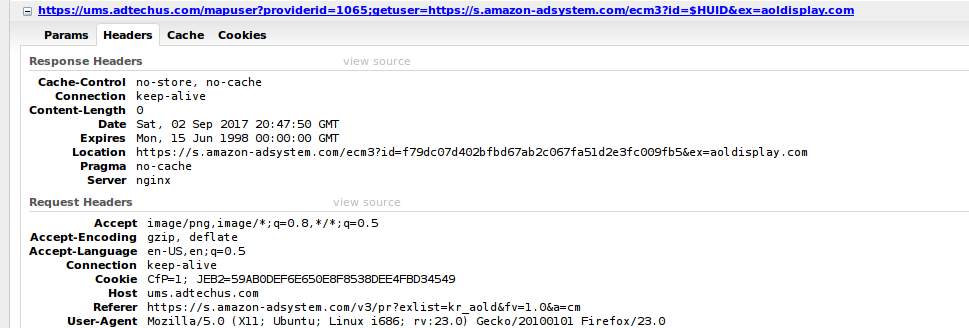 https://ums.adtechus.com/mapuser?providerid=1065;getuser=https://s.amazon-adsystem.com/ecm3?id=$HUID&ex=aoldisplay.com
Params Headers Cache Cookies
Response Headers view source
Cache-Control no-store, no-cache
Connection keep-alive
Content-Length 0
Date Sat, 02 Sep 2017 20:47:50 GMT
Expires Mon, 15 Jun 1998 00:00:00 GMT
Location https://s.amazon-adsystem.com/ecm3?id=f79dc07d402bfbd67ab2c067fa51d2e3fc009fb5&ex=aoldisplay.com
Pragma no-cache
Server nginx
Request Headers view source
Accept image/png,image/*;q=0.8,*/*;q=0.5
Accept-Encoding gzip, deflate
Accept-Language en-US,en;q=0.5
Connection keep-alive
Cookie CfP=1; JEB2=59AB0DEF6E650E8F8538DEE4FBD34549
Host ums.adtechus.com
Referer https://s.amazon-adsystem.com/v3/pr?exlist=kr_aold&fv=1.0&a=cm
User-Agent Mozilla/5.0 (X11; Ubuntu; Linux i686; rv:23.0) Gecko/20100101 Firefox/23.0